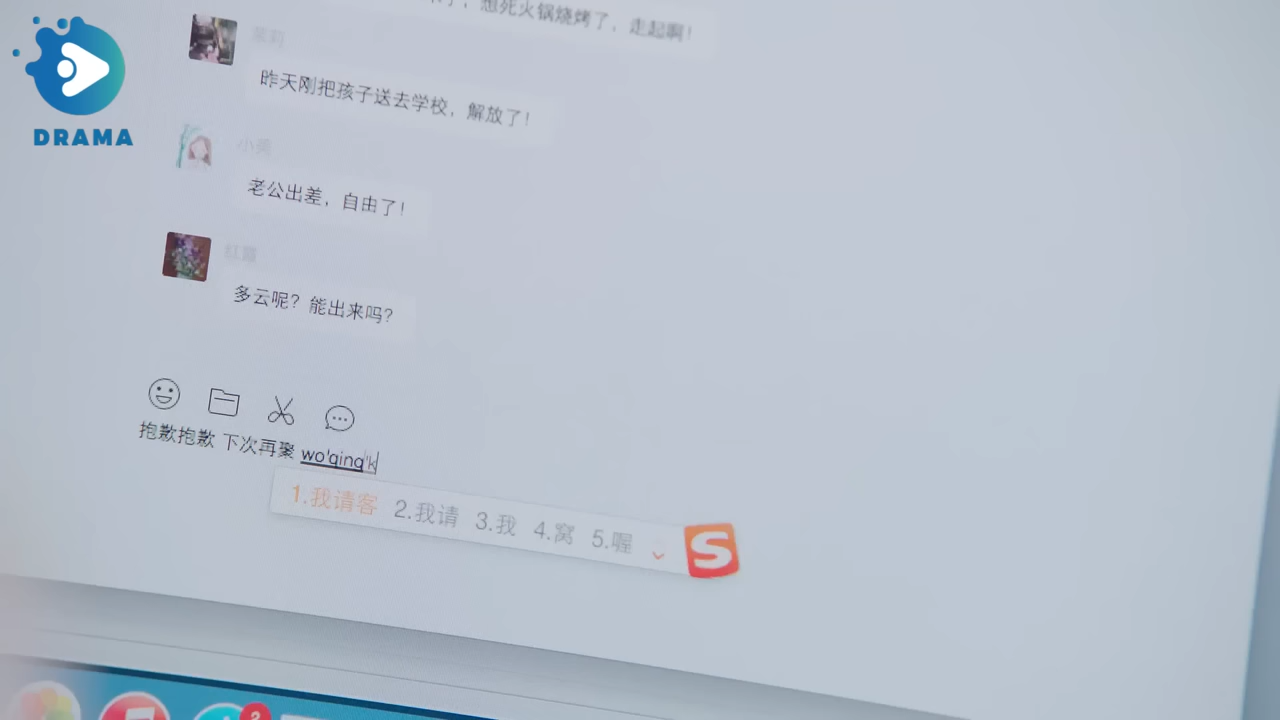 想死火锅烧烤了，走起啊！
DRAMA
茉莉
昨天刚把孩子送去学校，解放了！
老公出差，自由了！
多云呢？能出来吗？
抱歉抱歉 下次再聚 wo'qing'k
1.我请客 2.我请 3.我 4.窝 5.喔
S
2